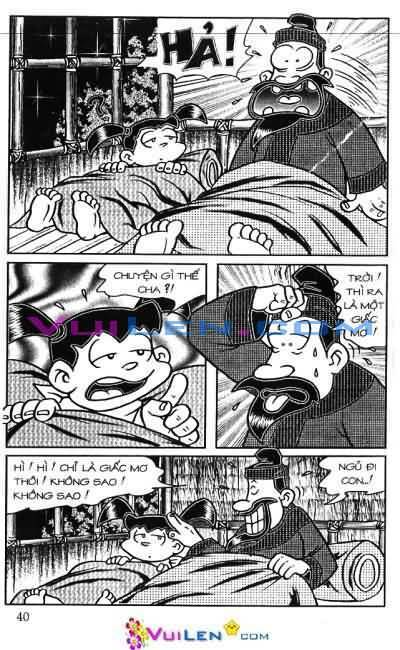 HẢ!
CHUYỆN GÌ THẾ
CHA?!
TRỜI!
THÌ RA
LÀ MỘT
GIẤC
MƠ
VUILEN.COM
HÌ! HÌ! CHỈ LÀ GIẤC MƠ
THÔI! KHÔNG SAO!
KHÔNG SAO!
NGỦ ĐI
CON..!
40
VUILEN.COM